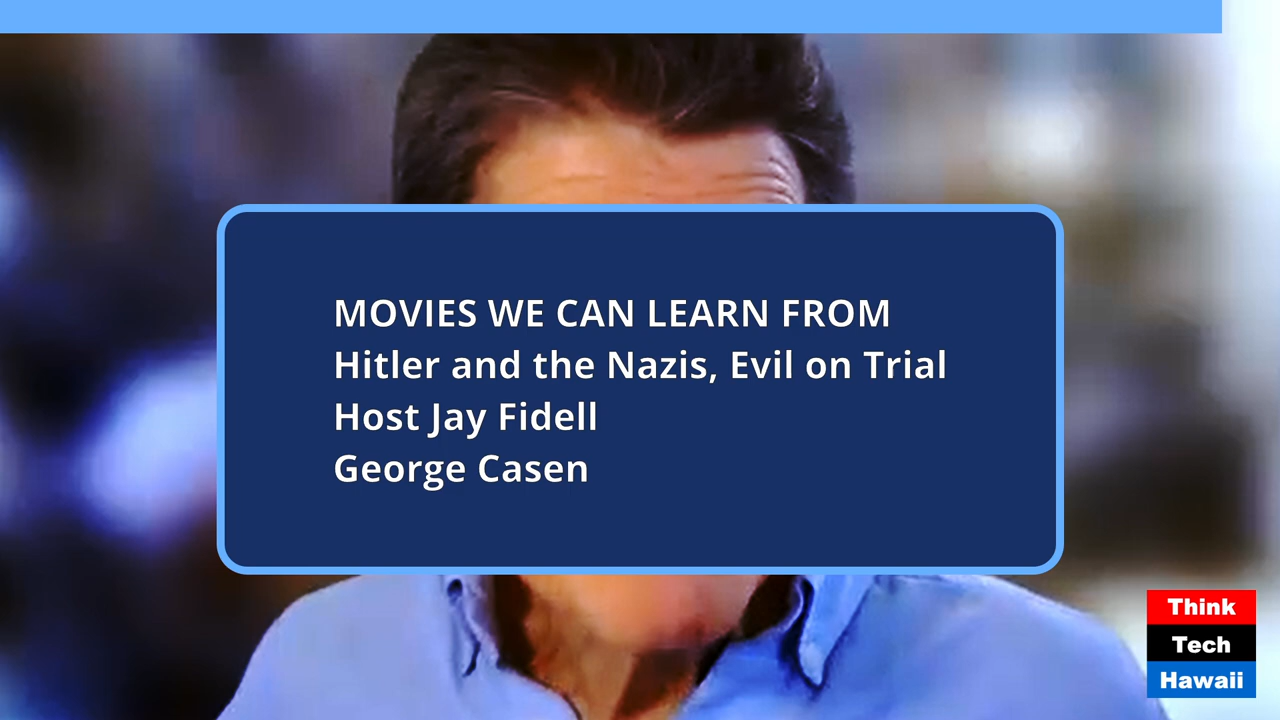 MOVIES WE CAN LEARN FROM
Hitler and the Nazis, Evil on Trial
Host Jay Fidell
George Casen
Think
Tech
Hawaii